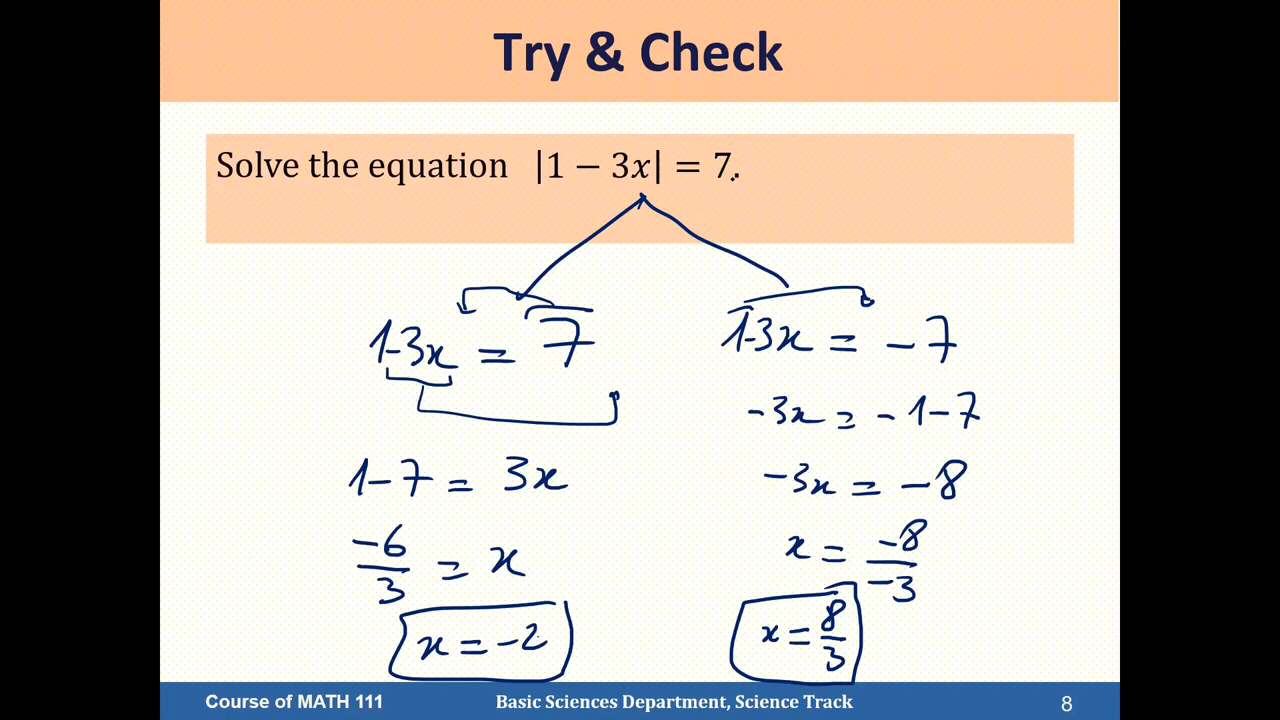 Try & Check
Solve the equation |1 − 3x| = 7.
1-3x = 7
1-7 = 3x
-6/3 = x
x = -2
1-3x = -7
-3x = -1-7
-3x = -8
x = -8/-3
x = 8/3
Course of MATH 111
Basic Sciences Department, Science Track
8